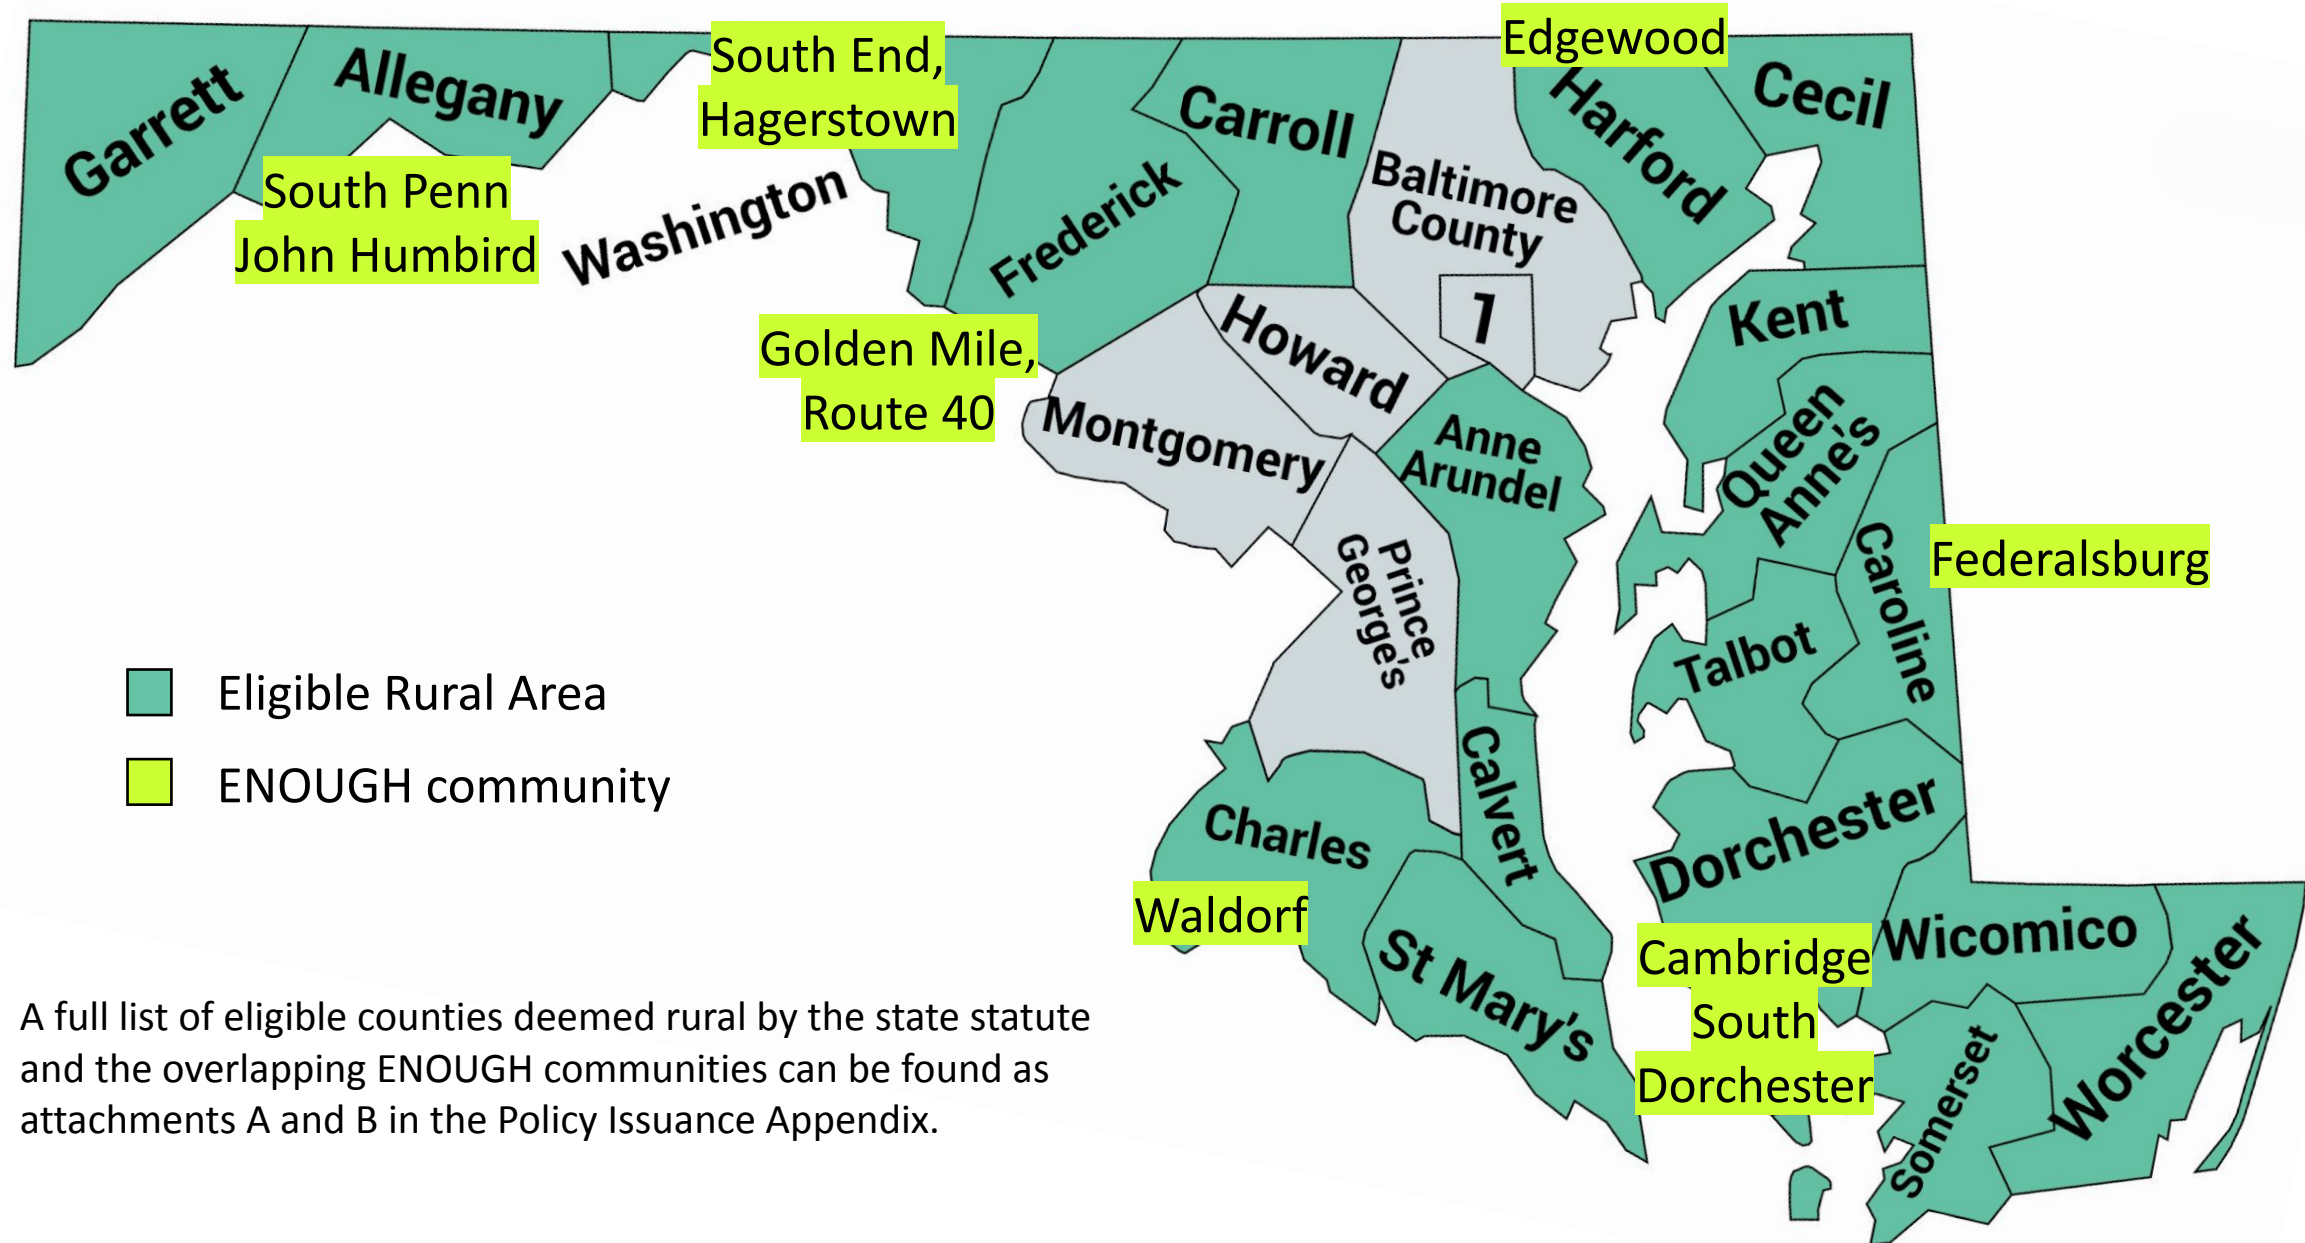 Garrett
Allegany
South End,
Hagerstown
South Penn
John Humbird
Washington
Frederick
Carroll
Baltimore
County
1
Edgewood
Harford
Cecil
Golden Mile,
Route 40
Howard
Montgomery
Kent
Queen
Anne's
Anne
Arundel
Prince
George's
Caroline
Federalsburg
Talbot
Eligible Rural Area
ENOUGH community
Calvert
Charles
Dorchester
Waldorf
St Mary's
Cambridge
South
Dorchester
Wicomico
Worcester
Somerset
A full list of eligible counties deemed rural by the state statute
and the overlapping ENOUGH communities can be found as
attachments A and B in the Policy Issuance Appendix.